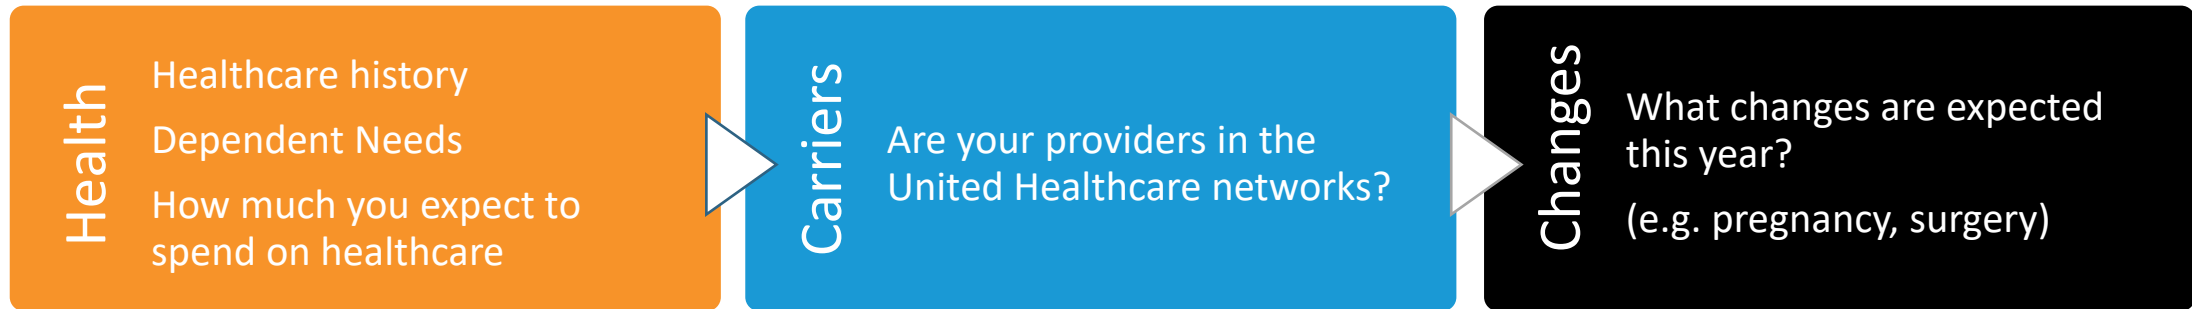 Health
Healthcare history
Dependent Needs
How much you expect to
spend on healthcare
Carriers
Are your providers in the
United Healthcare networks?
Changes
What changes are expected
this year?
(e.g. pregnancy, surgery)